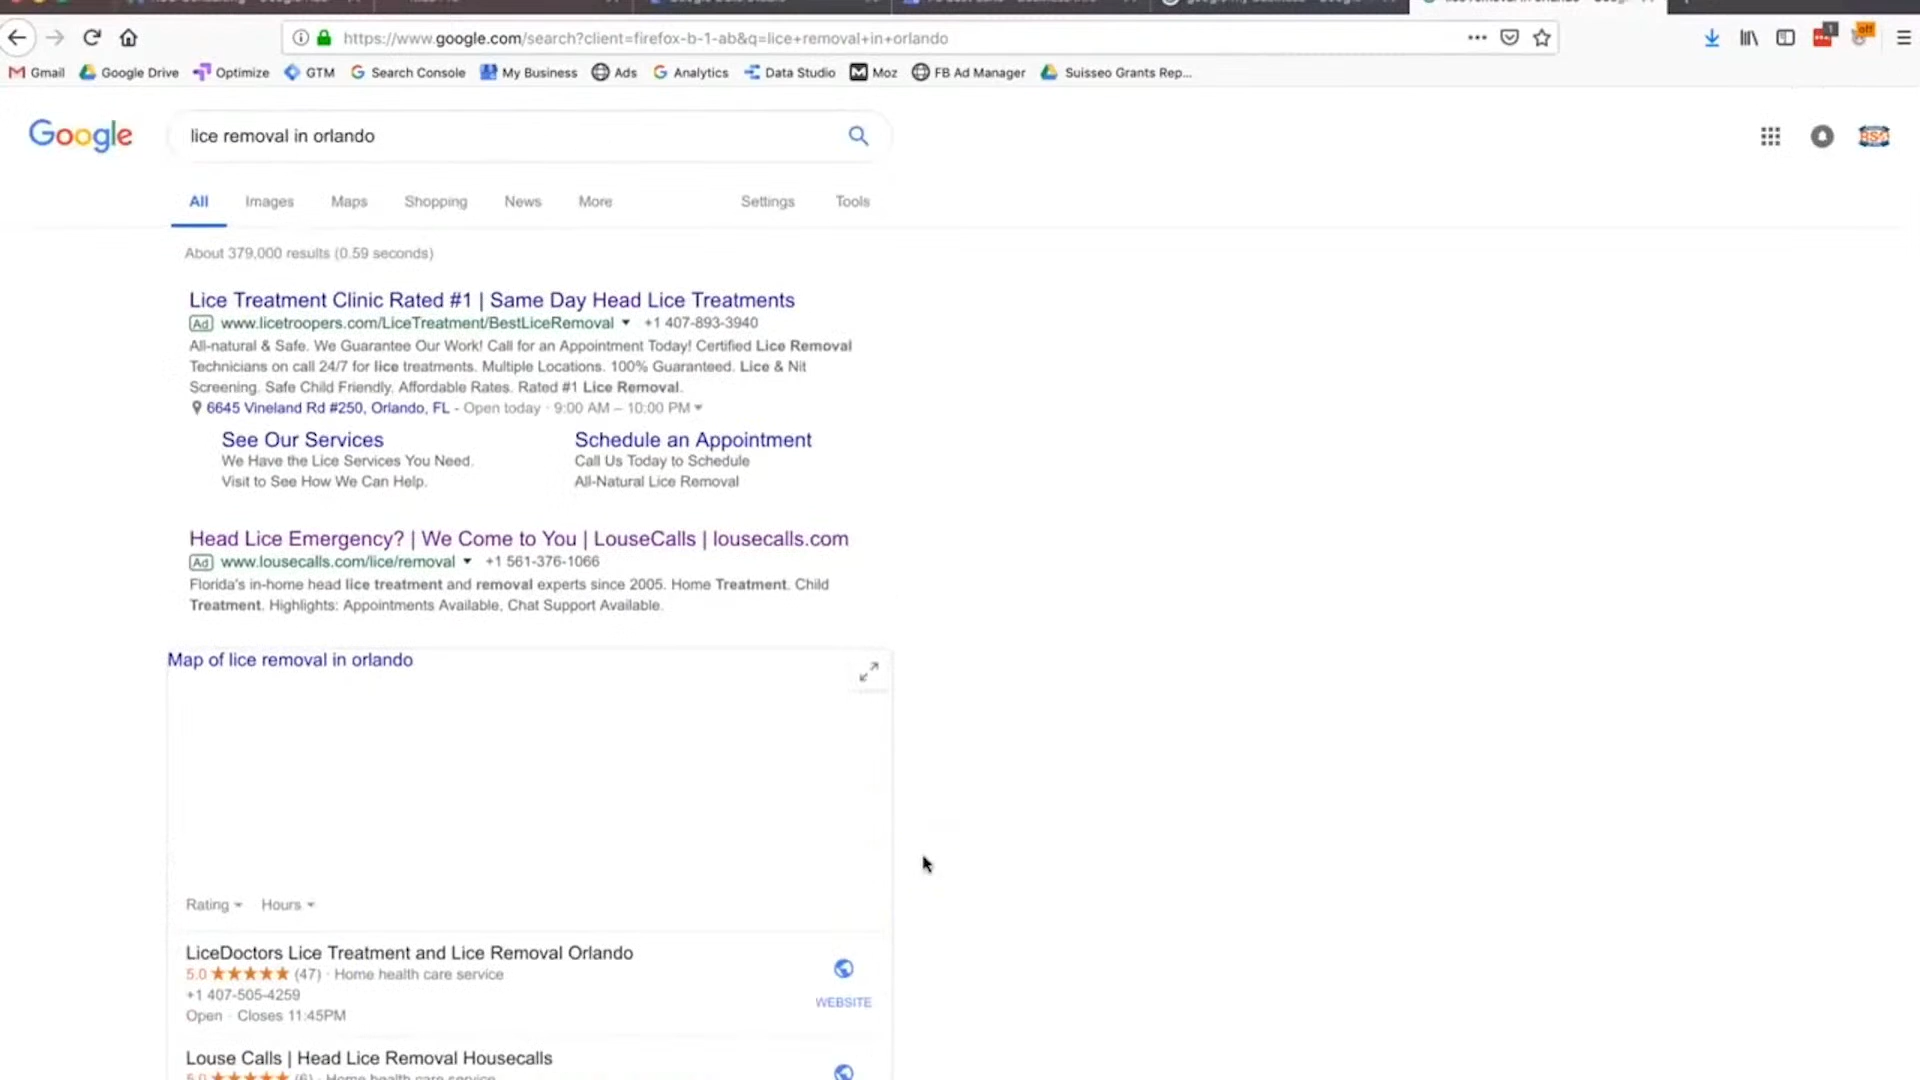 https://www.google.com/search?client=firefox-b-1-ab&q=lice+removal+in+orlando
1
off
Gmail Google Drive Optimize GTM Search Console My Business Ads Analytics Data Studio Moz FB Ad Manager Suisseo Grants Rep...
Google lice removal in orlando
All Images Maps Shopping News More Settings Tools
About 379,000 results (0.59 seconds)
Lice Treatment Clinic Rated #1 | Same Day Head Lice Treatments
Ad www.licetroopers.com/LiceTreatment/BestLiceRemoval +1 407-893-3940
All-natural & Safe. We Guarantee Our Work! Call for an Appointment Today! Certified Lice Removal
Technicians on call 24/7 for lice treatments. Multiple Locations. 100% Guaranteed. Lice & Nit
Screening. Safe Child Friendly. Affordable Rates. Rated #1 Lice Removal.
6645 Vineland Rd #250, Orlando, FL - Open today · 9:00 AM – 10:00 PM
See Our Services
We Have the Lice Services You Need.
Visit to See How We Can Help.
Schedule an Appointment
Call Us Today to Schedule
All-Natural Lice Removal
Head Lice Emergency? | We Come to You | LouseCalls | lousecalls.com
Ad www.lousecalls.com/lice/removal +1 561-376-1066
Florida's in-home head lice treatment and removal experts since 2005. Home Treatment. Child
Treatment. Highlights: Appointments Available, Chat Support Available.
Map of lice removal in orlando
Rating Hours
LiceDoctors Lice Treatment and Lice Removal Orlando
5.0 (47) · Home health care service
+1 407-505-4259
Open · Closes 11:45PM
WEBSITE
Louse Calls | Head Lice Removal Housecalls
5.0 (6) · Home health care service